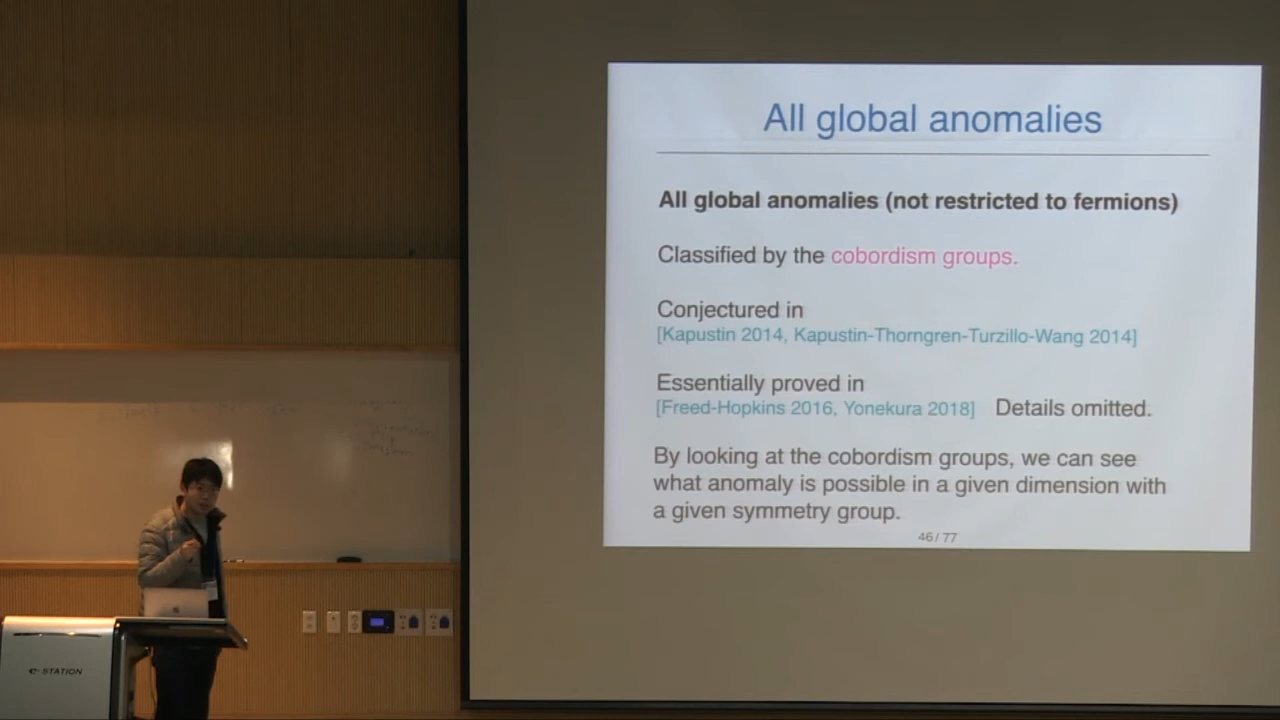 All global anomalies
All global anomalies (not restricted to fermions)
Classified by the cobordism groups.
Conjectured in
[Kapustin 2014, Kapustin-Thorngren-Turzillo-Wang 2014]
Essentially proved in
[Freed-Hopkins 2016, Yonekura 2018] Details omitted.
By looking at the cobordism groups, we can see
what anomaly is possible in a given dimension with
a given symmetry group.
46 / 77
e-STATION